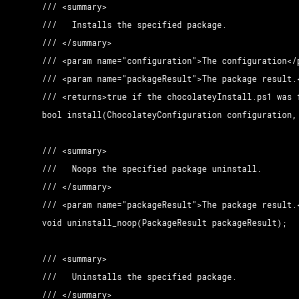 /// <summary>
///   Installs the specified package.
/// </summary>
/// <param name="configuration">The configuration</p
/// <param name="packageResult">The package result.<
/// <returns>true if the chocolateyInstall.ps1 was f
bool install(ChocolateyConfiguration configuration,
/// <summary>
///   Noops the specified package uninstall.
/// </summary>
/// <param name="packageResult">The package result.<
void uninstall_noop(PackageResult packageResult);
/// <summary>
///   Uninstalls the specified package.
/// </summary>